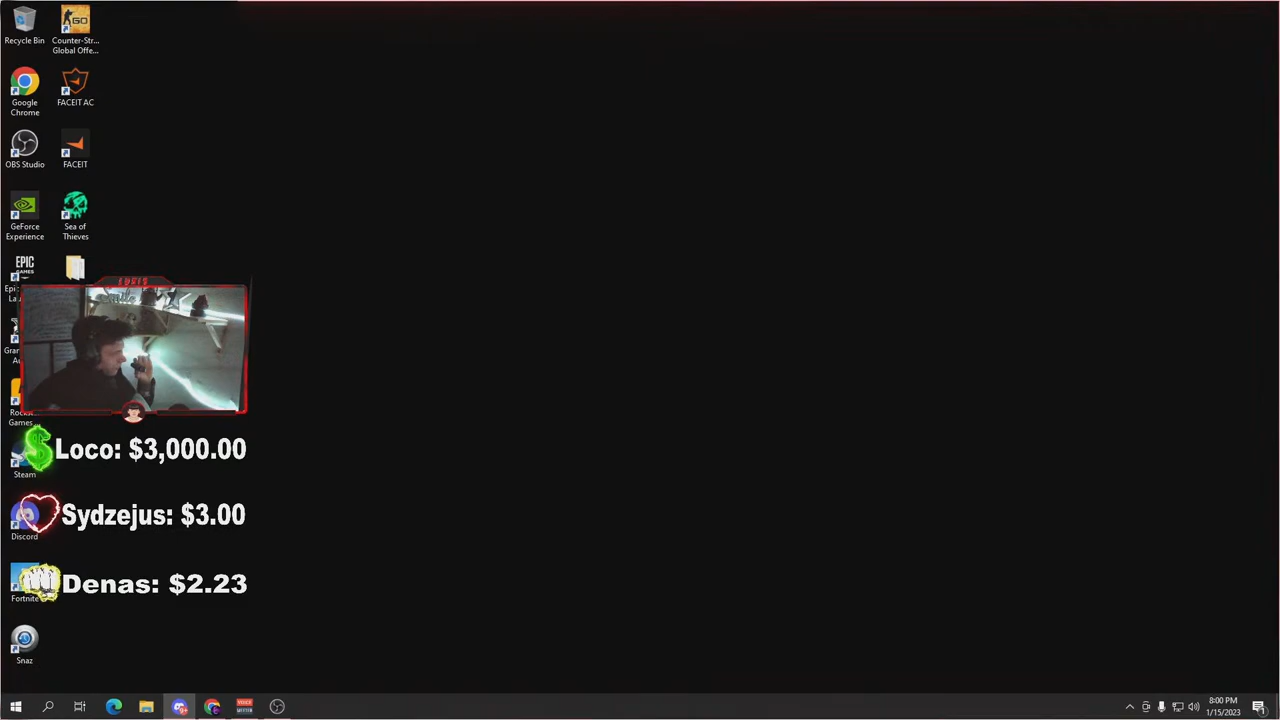 Recycle Bin
Counter-Str...
Global Offe...
Google
Chrome
FACEIT AC
OBS Studio
FACEIT
GeForce
Experience
Sea of
Thieves
EPIC
GAMES
Steam
Discord
Fortnite
Snaz
Loco: $3,000.00
Sydzejus: $3.00
Denas: $2.23
8:00 PM
1/15/2023